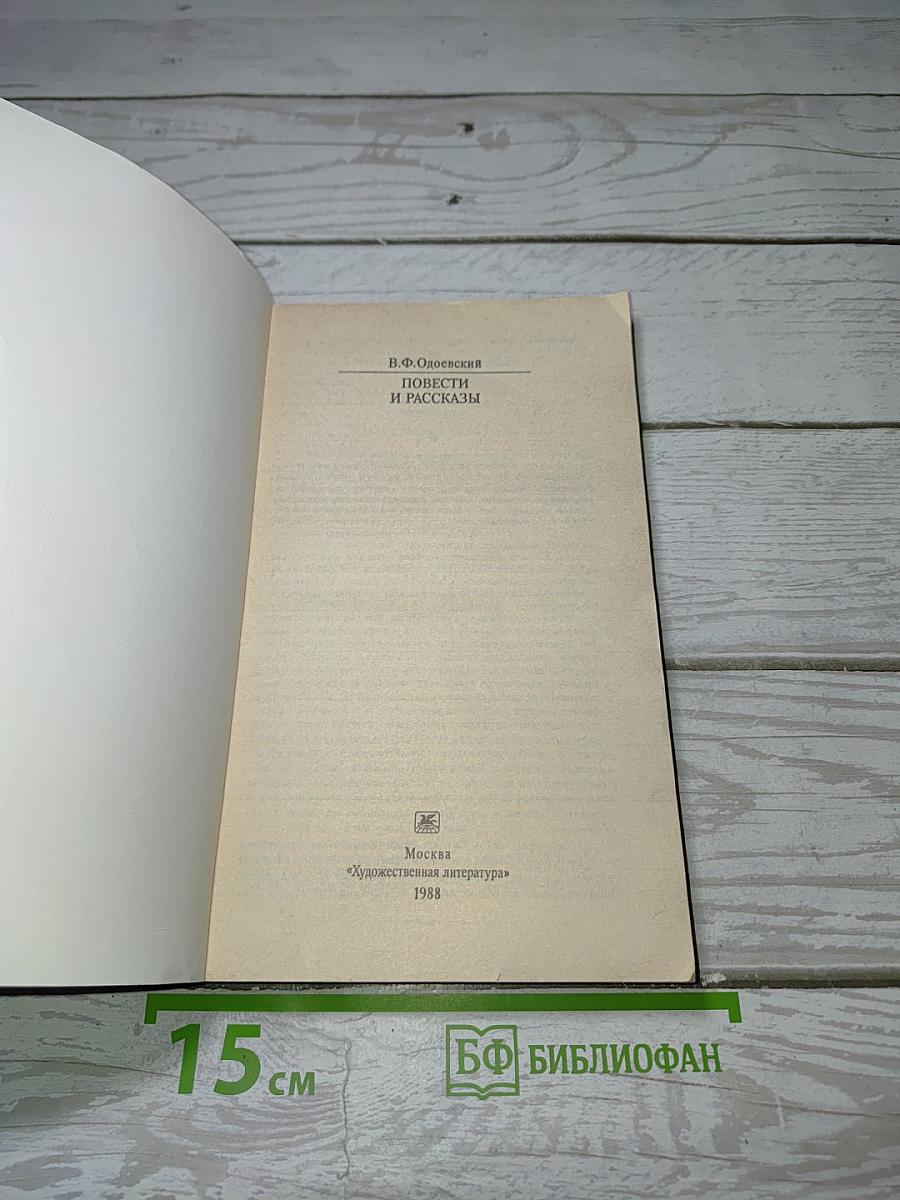 В.Ф.Одоевский
ПОВЕСТИ
И РАССКАЗЫ
Москва
«Художественная литература»
1988
15 см
БФ БИБЛИОФАН